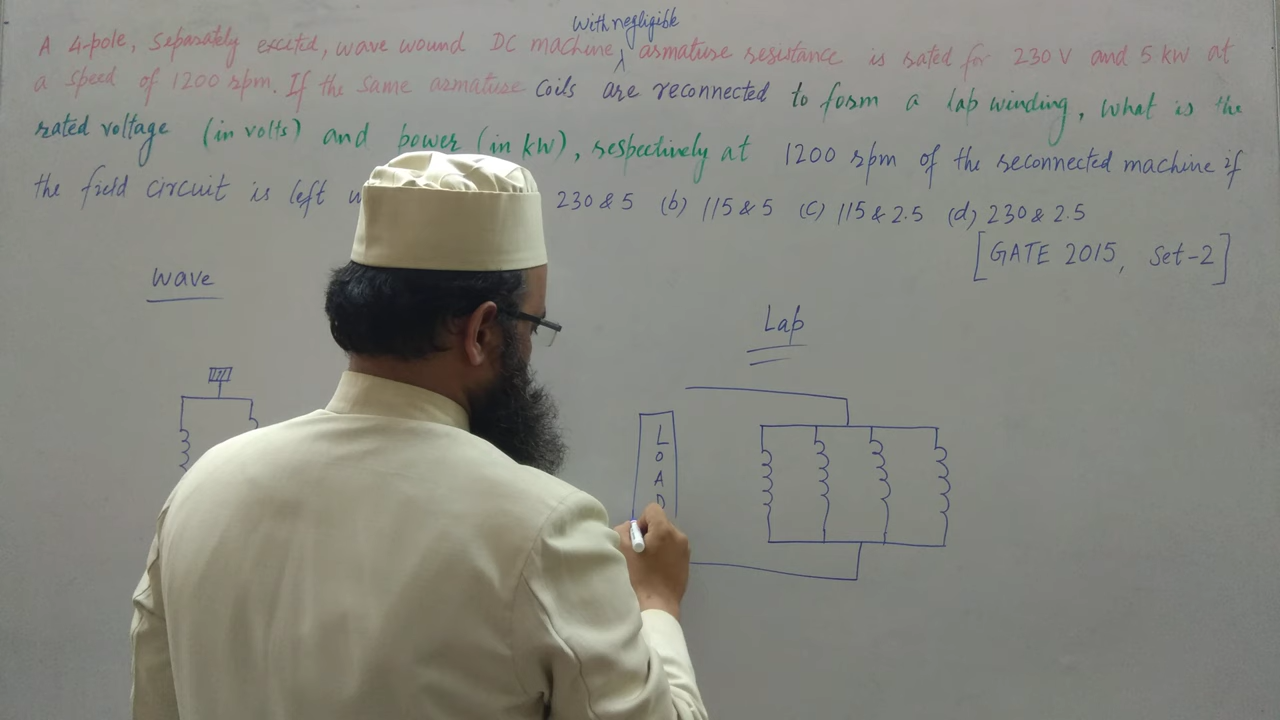 with negligible
A 4-pole, Separately excited, wave wound DC machine, armature resistance is rated for 230 V and 5 kW at
a speed of 1200 rpm. If the same armature coils are reconnected to form a lap winding, what is the
rated voltage (in volts) and power (in kW), respectively at 1200 rpm of the reconnected machine if
the field circuit is left 230 & 5 (b) 115 & 5 (c) 115 & 2.5 (d) 230 & 2.5
[GATE 2015, Set-2]
wave
Lap
LOAD